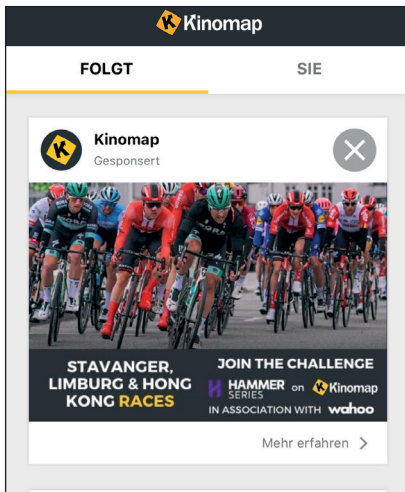 Kinomap
FOLGT
SIE
Kinomap
Gesponsert
STAVANGER,
LIMBURG & HONG
KONG RACES
JOIN THE CHALLENGE
HAMMER SERIES on Kinomap
IN ASSOCIATION WITH wahoo
Mehr erfahren